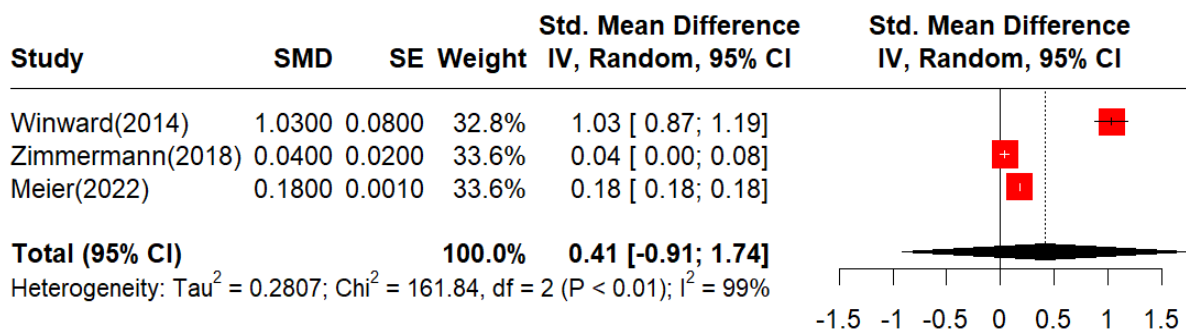 Std. Mean Difference Std. Mean Difference
Study SMD SE Weight IV, Random, 95% CI IV, Random, 95% CI
Winward(2014) 1.0300 0.0800 32.8% 1.03 [ 0.87; 1.19]
Zimmermann(2018) 0.0400 0.0200 33.6% 0.04 [ 0.00; 0.08]
Meier(2022) 0.1800 0.0010 33.6% 0.18 [ 0.18; 0.18]
Total (95% CI) 100.0% 0.41 [-0.91; 1.74]
Heterogeneity: Tau² = 0.2807; Chi² = 161.84, df = 2 (P < 0.01); I² = 99%
-1.5 -1 -0.5 0 0.5 1 1.5